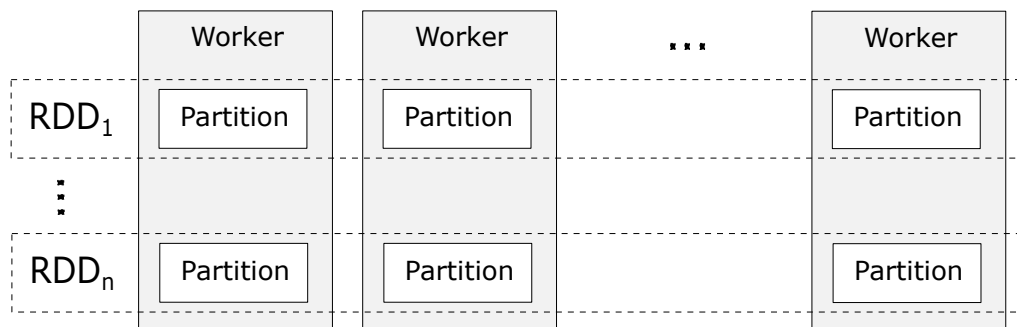 Worker Worker ... Worker
RDD₁ Partition Partition Partition
⋮
RDDₙ Partition Partition Partition